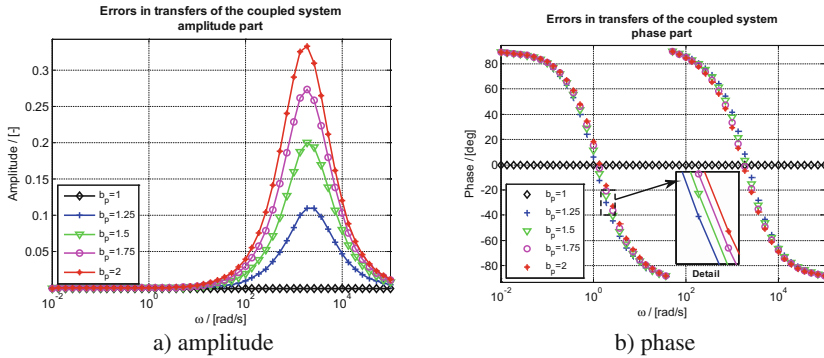 Errors in transfers of the coupled system
amplitude part
Amplitude / [-]
0.3
0.25
0.2
0.15
0.1
0.05
b_p=1
b_p=1.25
b_p=1.5
b_p=1.75
b_p=2
10^-2
10^0
10^2
10^4
ω / [rad/s]
a) amplitude
Errors in transfers of the coupled system
phase part
Phase / [deg]
80
60
40
20
0
-20
-40
-60
-80
b_p=1
b_p=1.25
b_p=1.5
b_p=1.75
b_p=2
Detail
10^-2
10^0
10^2
10^4
ω / [rad/s]
b) phase